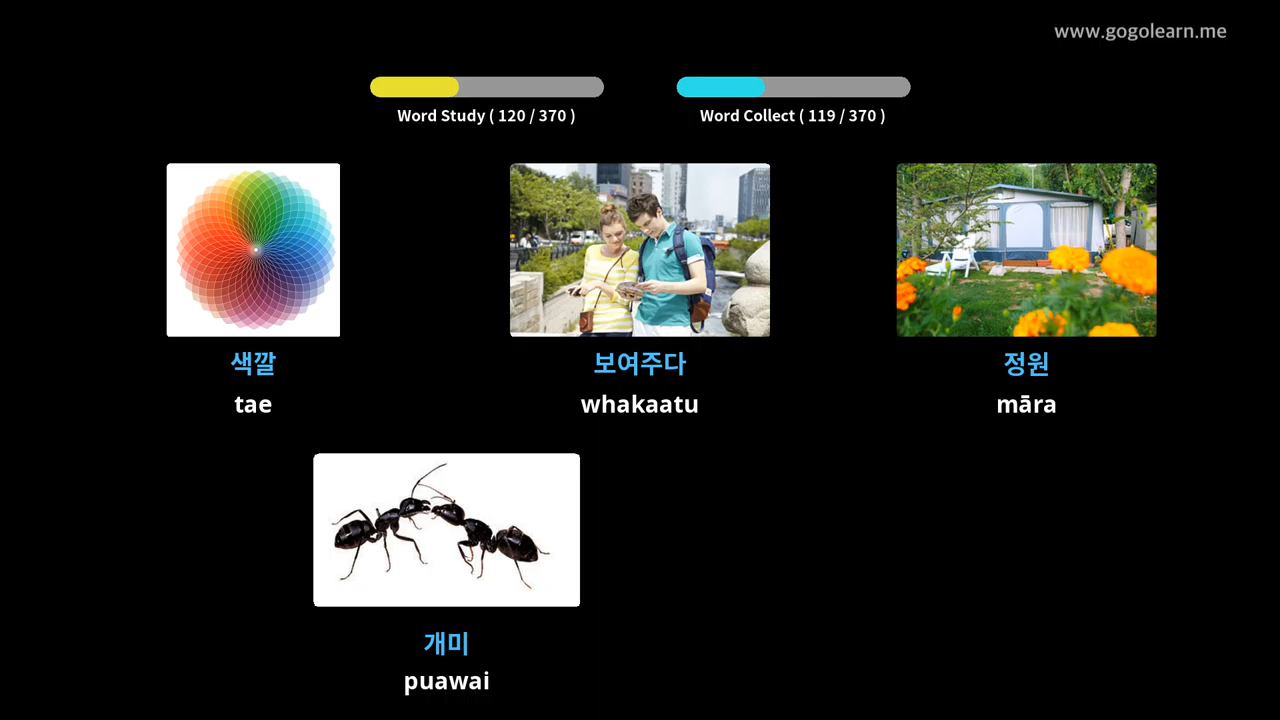 www.gogolearn.me
Word Study ( 120 / 370 )
Word Collect ( 119 / 370 )
색깔
tae
보여주다
whakaatu
정원
māra
개미
puawai